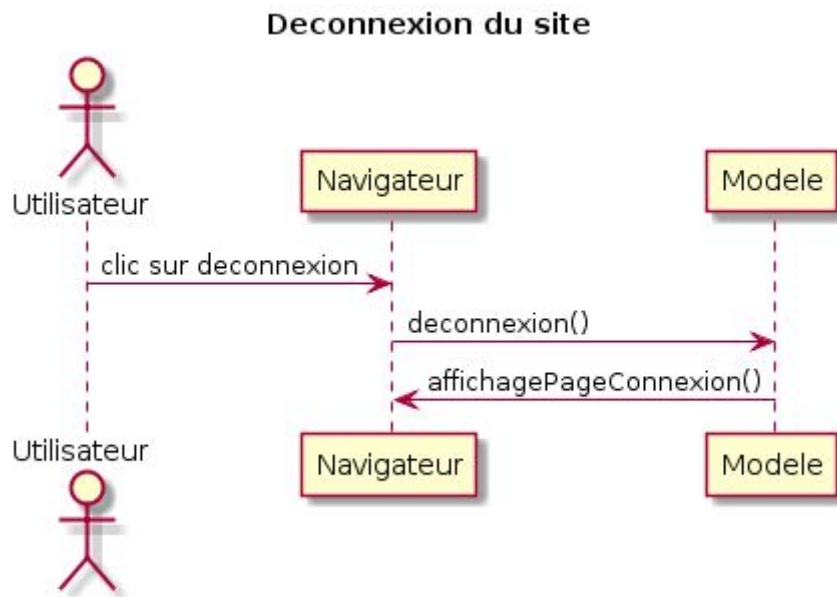 Deconnexion du site
Utilisateur
Navigateur
Modele
clic sur deconnexion
deconnexion()
affichagePageConnexion()
Utilisateur
Navigateur
Modele